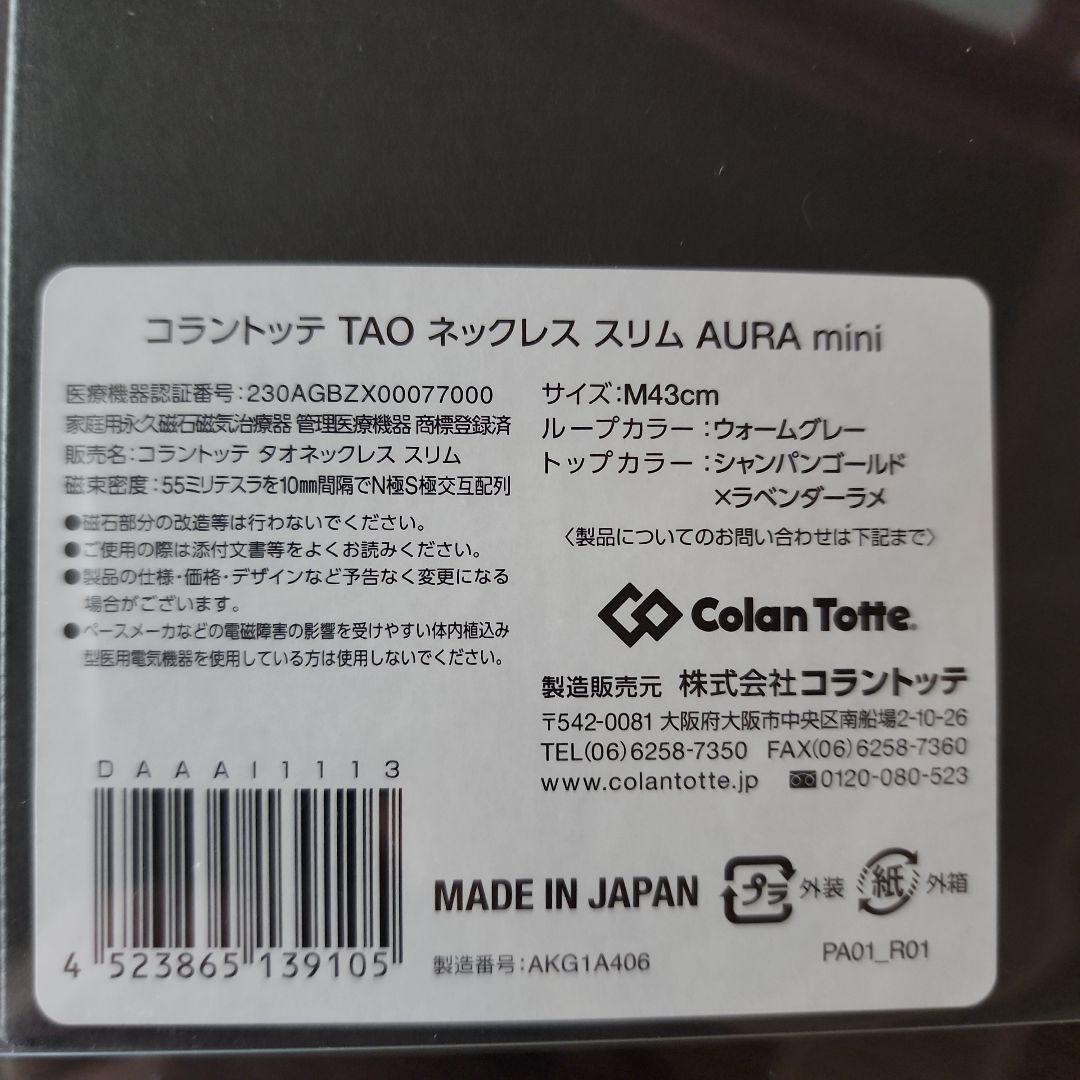 コラントッテ TAO ネックレス スリム AURA mini
医療機器認証番号:230AGBZX00077000
家庭用永久磁石磁気治療器 管理医療機器 商標登録済
販売名:コラントッテ タオネックレス スリム
磁束密度:55ミリテスラを10㎜間隔でN極S極交互配列
●磁石部分の改造等は行わないでください。
●ご使用の際は添付文書等をよくお読みください。
●製品の仕様・価格・デザインなど予告なく変更になる
場合がございます。
●ペースメーカなどの電磁障害の影響を受けやすい体内植込み
型医用電気機器を使用している方は使用しないでください。
サイズ:M43cm
ループカラー:ウォームグレー
トップカラー:シャンパンゴールド
×ラベンダーラメ
〈製品についてのお問い合わせは下記まで〉
Colan Totte®
製造販売元 株式会社コラントッテ
〒542-0081 大阪府大阪市中央区南船場2-10-26
TEL(06)6258-7350 FAX(06)6258-7360
www.colantotte.jp 0120-080-523
DAAAI1113
4 523865 139105
MADE IN JAPAN
プラ 外装 紙 外箱
製造番号:AKG1A406
PA01_R01